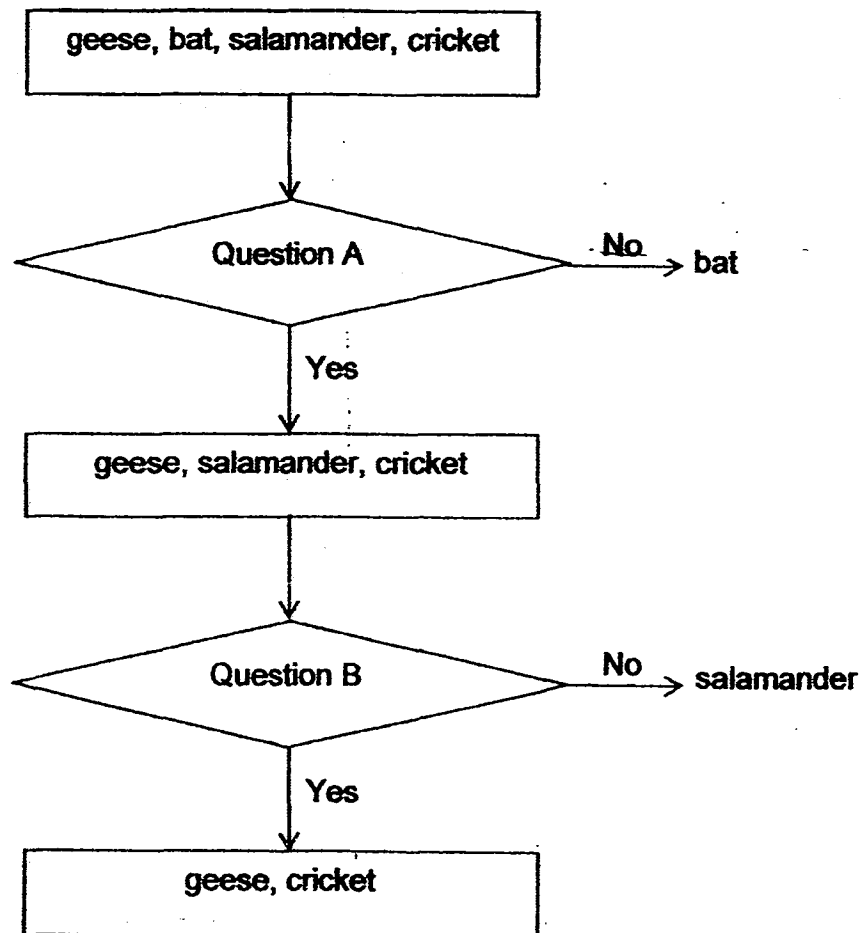 geese, bat, salamander, cricket
Question A
No
bat
Yes
geese, salamander, cricket
Question B
No
salamander
Yes
geese, cricket